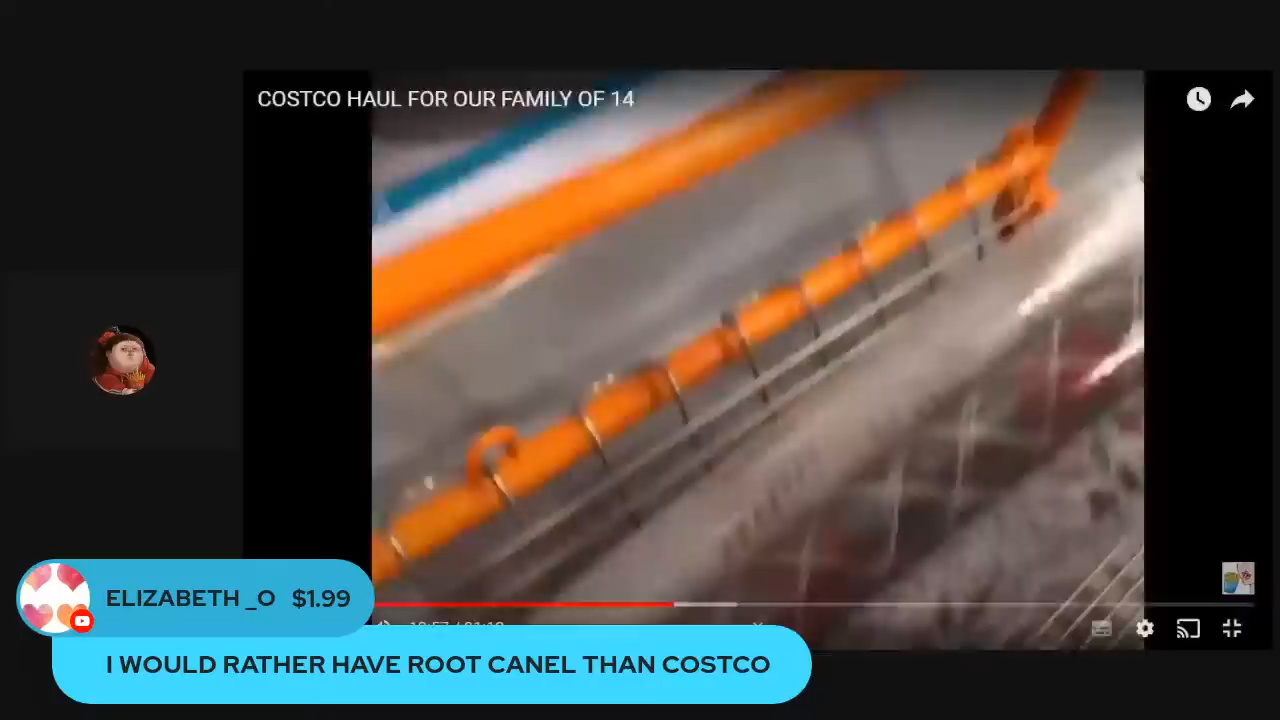 COSTCO HAUL FOR OUR FAMILY OF 14
ELIZABETH _O $1.99
I WOULD RATHER HAVE ROOT CANEL THAN COSTCO